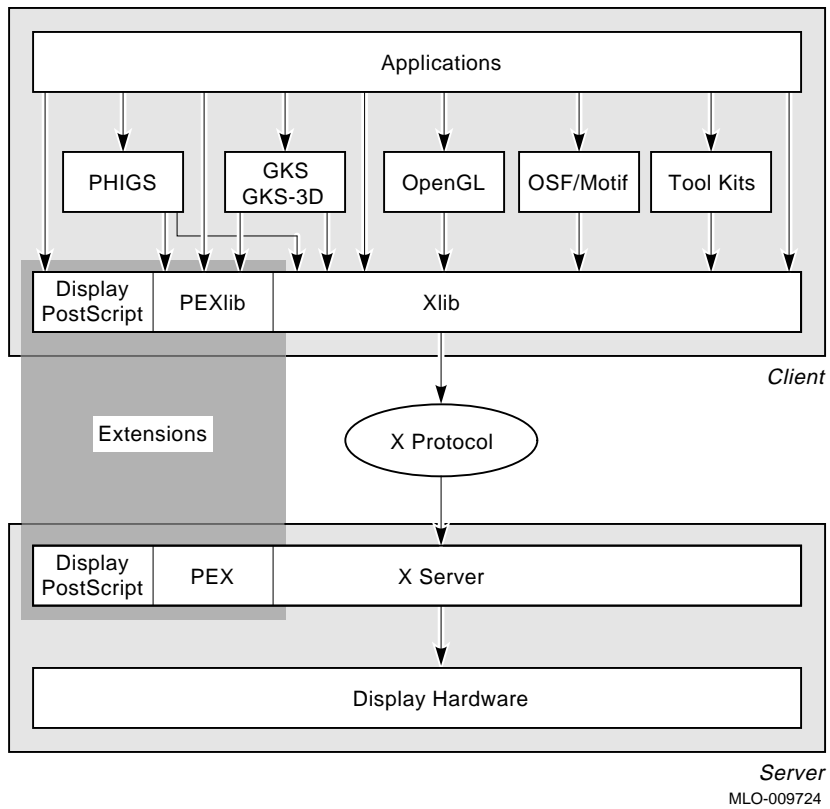 Applications
PHIGS
GKS
GKS-3D
OpenGL
OSF/Motif
Tool Kits
Display
PostScript
PEXlib
Xlib
Client
Extensions
X Protocol
Display
PostScript
PEX
X Server
Display Hardware
Server
MLO-009724